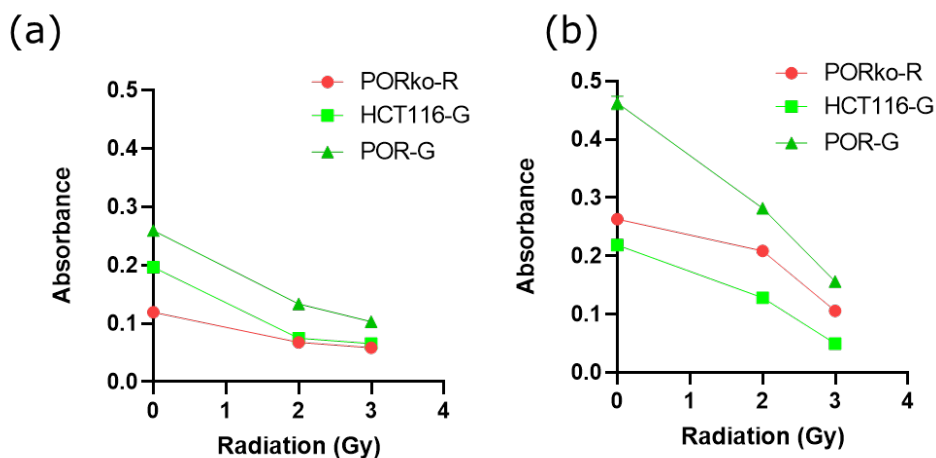 (a)
PORko-R
HCT116-G
POR-G
0.5
0.4
0.3
0.2
0.1
0.0
Absorbance
0 1 2 3 4
Radiation (Gy)
(b)
PORko-R
HCT116-G
POR-G
0.5
0.4
0.3
0.2
0.1
0.0
Absorbance
0 1 2 3 4
Radiation (Gy)